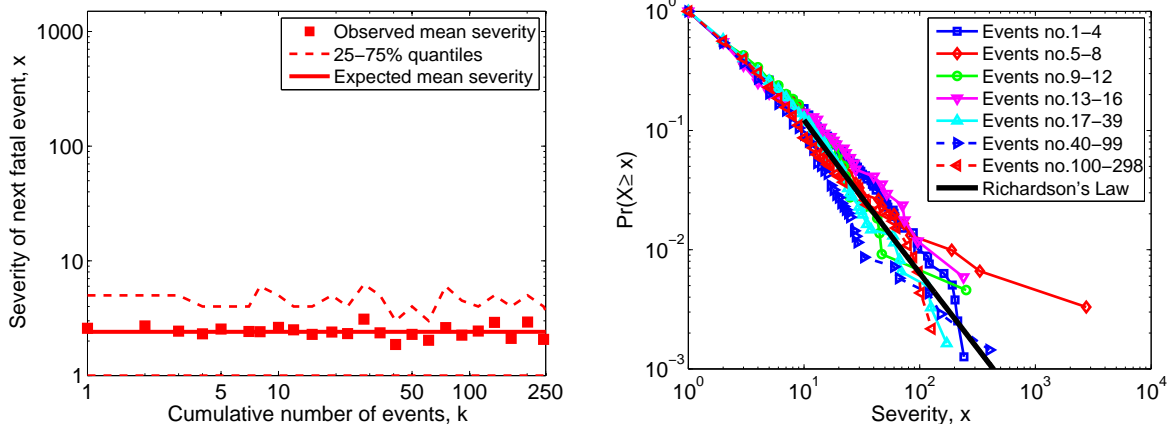 Severity of next fatal event, x
1000
100
10
1
1
10
100
250
Cumulative number of events, k
Observed mean severity
25−75% quantiles
Expected mean severity
Pr(X≥ x)
10^0
10^−1
10^−2
10^−3
10^0
10^1
10^2
10^3
10^4
Severity, x
Events no.1−4
Events no.5−8
Events no.9−12
Events no.13−16
Events no.17−39
Events no.40−99
Events no.100−298
Richardson's Law